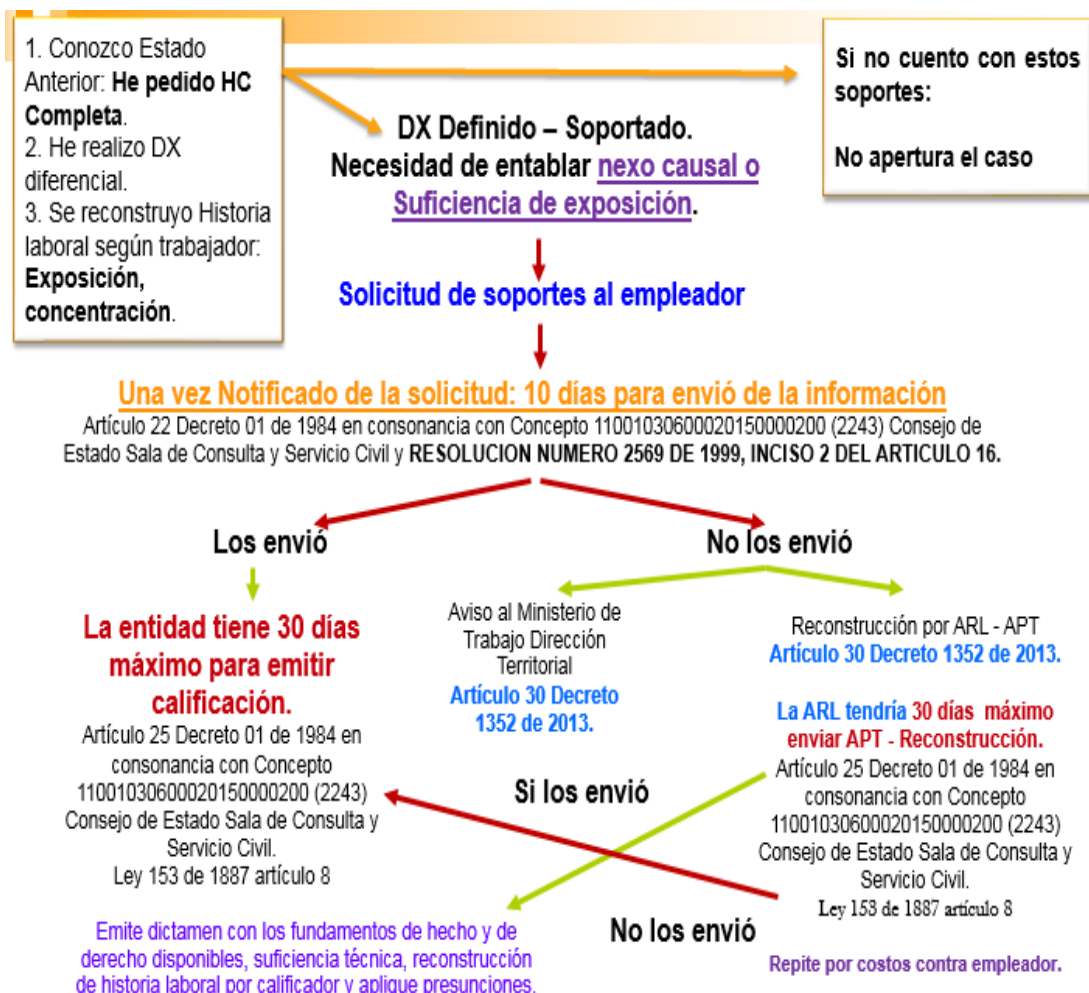 1. Conozco Estado
Anterior: He pedido HC
Completa.
2. He realizo DX
diferencial.
3. Se reconstruyo Historia
laboral según trabajador:
Exposición,
concentración.
Si no cuento con estos
soportes:
No apertura el caso
DX Definido – Soportado.
Necesidad de entablar nexo causal o
Suficiencia de exposición.
Solicitud de soportes al empleador
Una vez Notificado de la solicitud: 10 días para envió de la información
Artículo 22 Decreto 01 de 1984 en consonancia con Concepto 11001030600020150000200 (2243) Consejo de
Estado Sala de Consulta y Servicio Civil y RESOLUCION NUMERO 2569 DE 1999, INCISO 2 DEL ARTICULO 16.
Los envió
No los envió
La entidad tiene 30 días
máximo para emitir
calificación.
Artículo 25 Decreto 01 de 1984 en
consonancia con Concepto
11001030600020150000200 (2243)
Consejo de Estado Sala de Consulta y
Servicio Civil.
Ley 153 de 1887 artículo 8
Aviso al Ministerio de
Trabajo Dirección
Territorial
Artículo 30 Decreto
1352 de 2013.
Reconstrucción por ARL - APT
Artículo 30 Decreto 1352 de 2013.
La ARL tendría 30 días máximo
enviar APT - Reconstrucción.
Artículo 25 Decreto 01 de 1984 en
consonancia con Concepto
11001030600020150000200 (2243)
Consejo de Estado Sala de Consulta y
Servicio Civil.
Ley 153 de 1887 artículo 8
Si los envió
No los envió
Emite dictamen con los fundamentos de hecho y de
derecho disponibles, suficiencia técnica, reconstrucción
de historia laboral por calificador y aplique presunciones.
Repite por costos contra empleador.